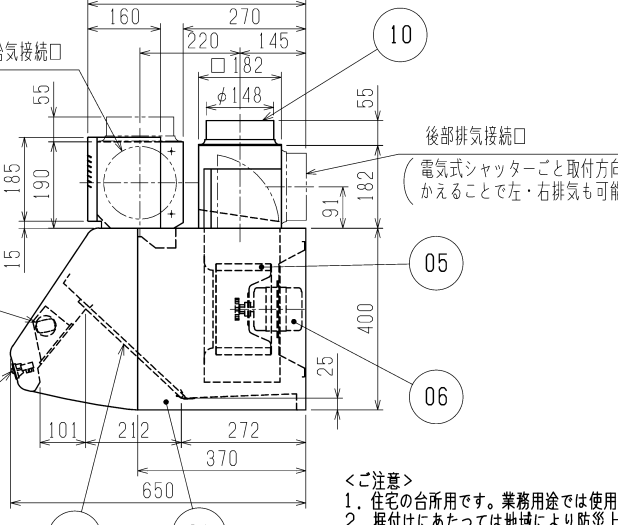 160
270
220
145
□182
φ148
10
気接続口
55
185
190
15
55
182
91
後部排気接続口
電気式シャッターごと取付方向
かえることで左・右排気も可能
05
400
06
25
101
212
272
370
650
<ご注意>
1. 住宅の台所用です。業務用途では使用
2. 据付けにあたっては地域により防災上